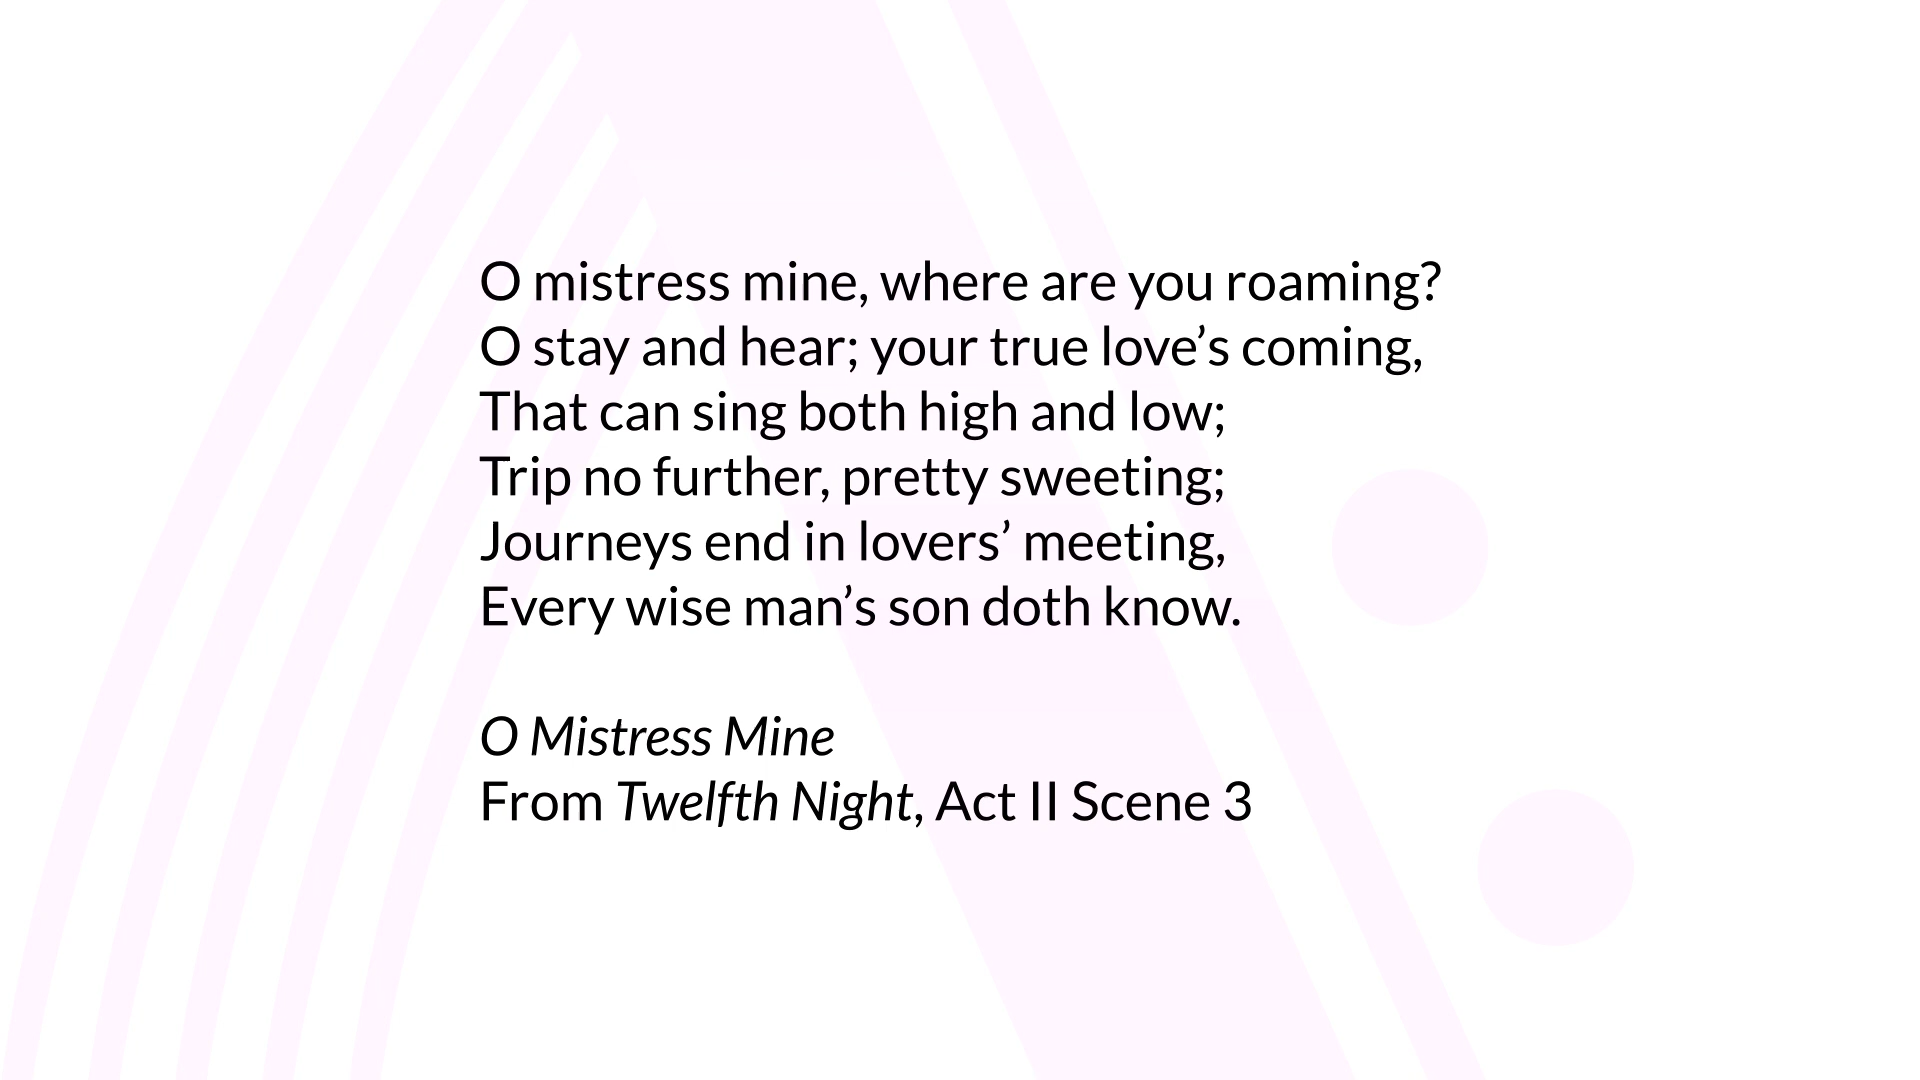 O mistress mine, where are you roaming?
O stay and hear; your true love’s coming,
That can sing both high and low;
Trip no further, pretty sweeting;
Journeys end in lovers’ meeting,
Every wise man’s son doth know.
O Mistress Mine
From Twelfth Night, Act II Scene 3